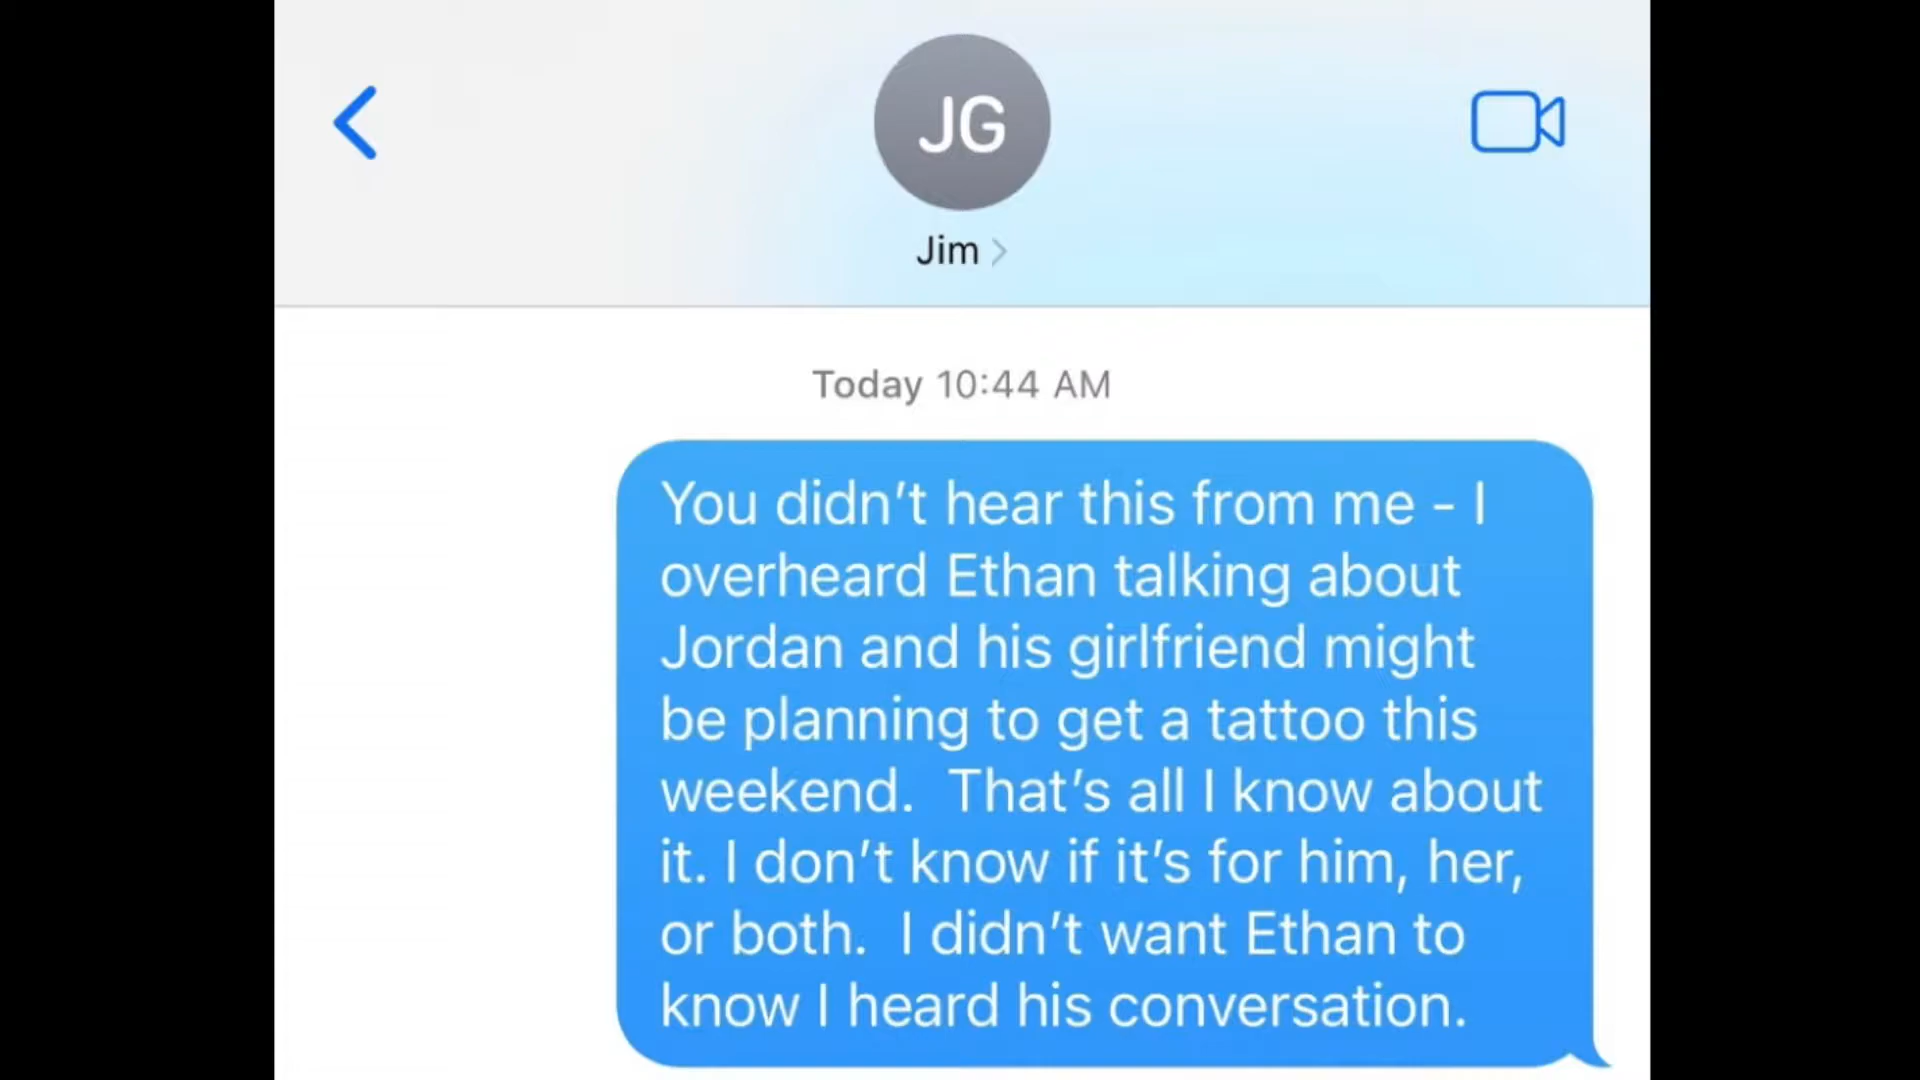 JG
Jim
Today 10:44 AM
You didn't hear this from me - I
overheard Ethan talking about
Jordan and his girlfriend might
be planning to get a tattoo this
weekend.  That's all I know about
it. I don't know if it's for him, her,
or both.  I didn't want Ethan to
know I heard his conversation.